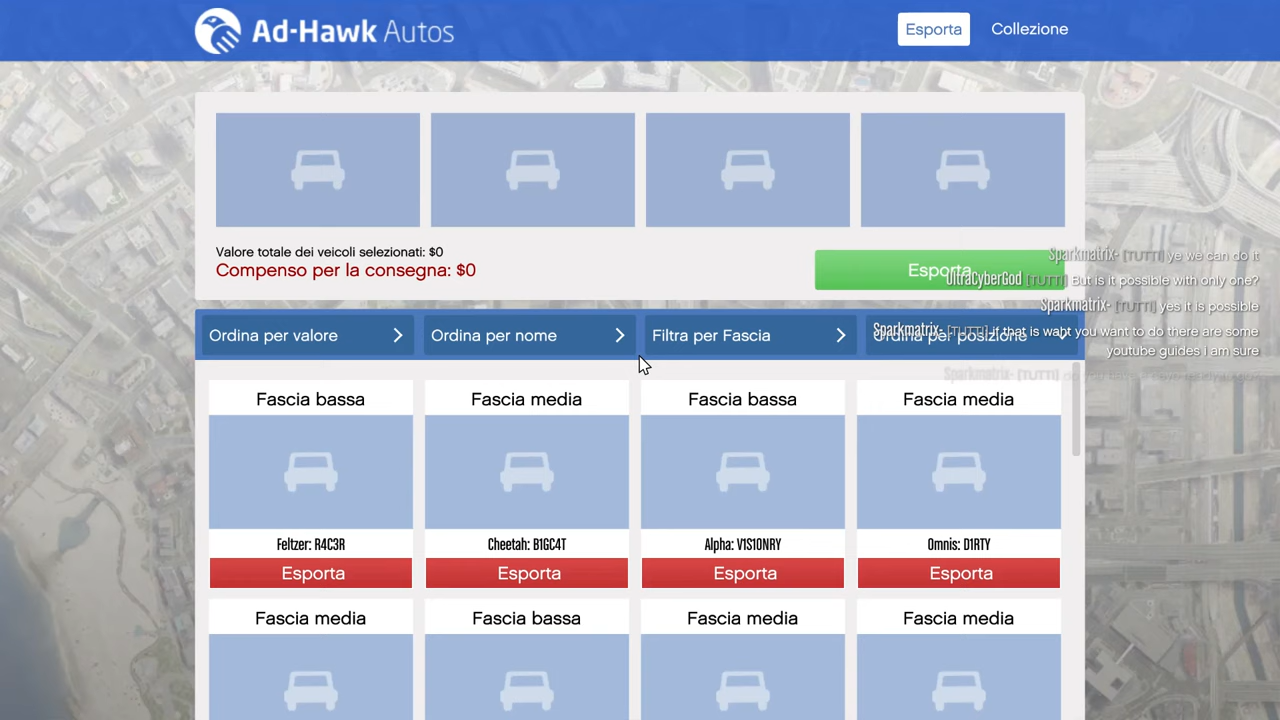 Ad-Hawk Autos
Esporta
Collezione
Valore totale dei veicoli selezionati: $0
Compenso per la consegna: $0
Esporta
Sparkmatrix- [TUTTI] ye we can do it
UltraCyberGod [TUTTI] But is it possible with only one?
Sparkmatrix- [TUTTI] yes it is possible
Sparkmatrix- [TUTTI] if that is waht you want to do there are some
youtube guides i am sure
Sparkmatrix- [TUTTI]
Ordina per valore
Ordina per nome
Filtra per Fascia
Ordina per posizione
Fascia bassa
Fascia media
Fascia bassa
Fascia media
Feltzer: R4C3R
Cheetah: B1GC4T
Alpha: V1S10NRY
Omnis: D1RTY
Esporta
Esporta
Esporta
Esporta
Fascia media
Fascia bassa
Fascia media
Fascia media